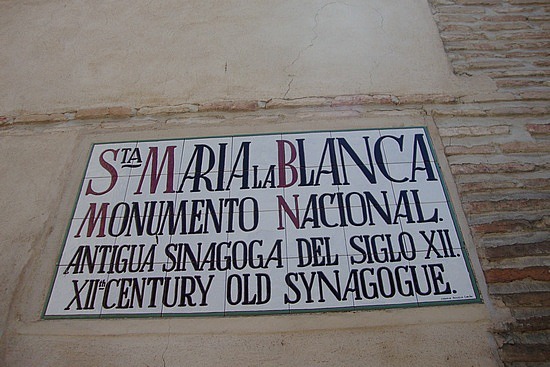 STA MARIA LA BLANCA
MONUMENTO NACIONAL.
ANTIGUA SINAGOGA DEL SIGLO XII.
XIIth CENTURY OLD SYNAGOGUE.